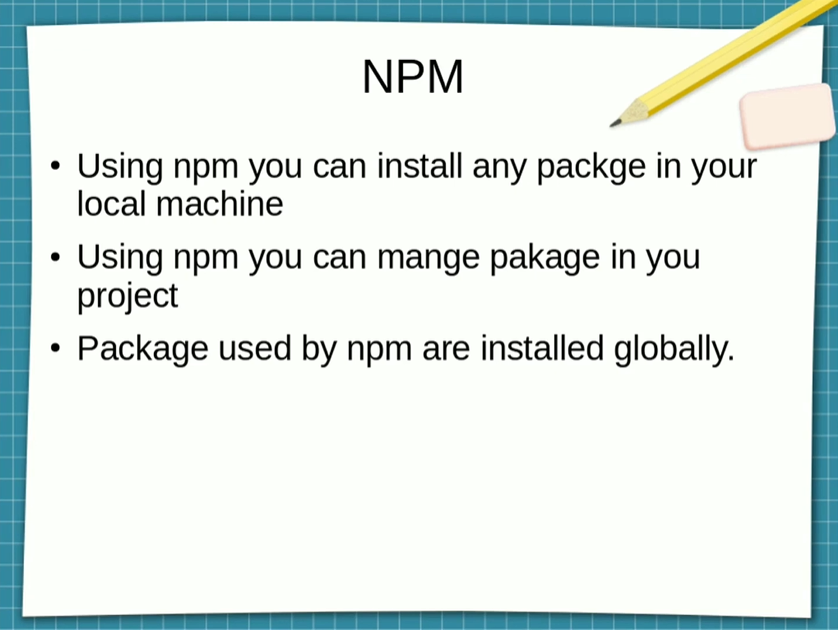 NPM
• Using npm you can install any packge in your
local machine
• Using npm you can mange pakage in you
project
• Package used by npm are installed globally.